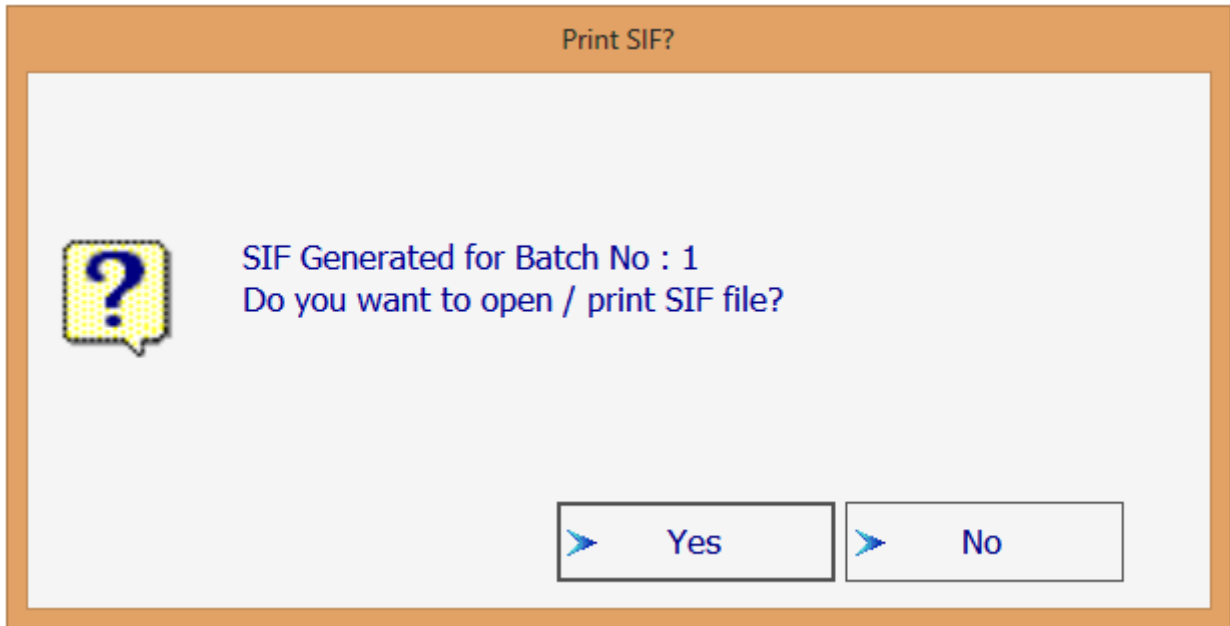 Print SIF?
SIF Generated for Batch No : 1
Do you want to open / print SIF file?
Yes
No